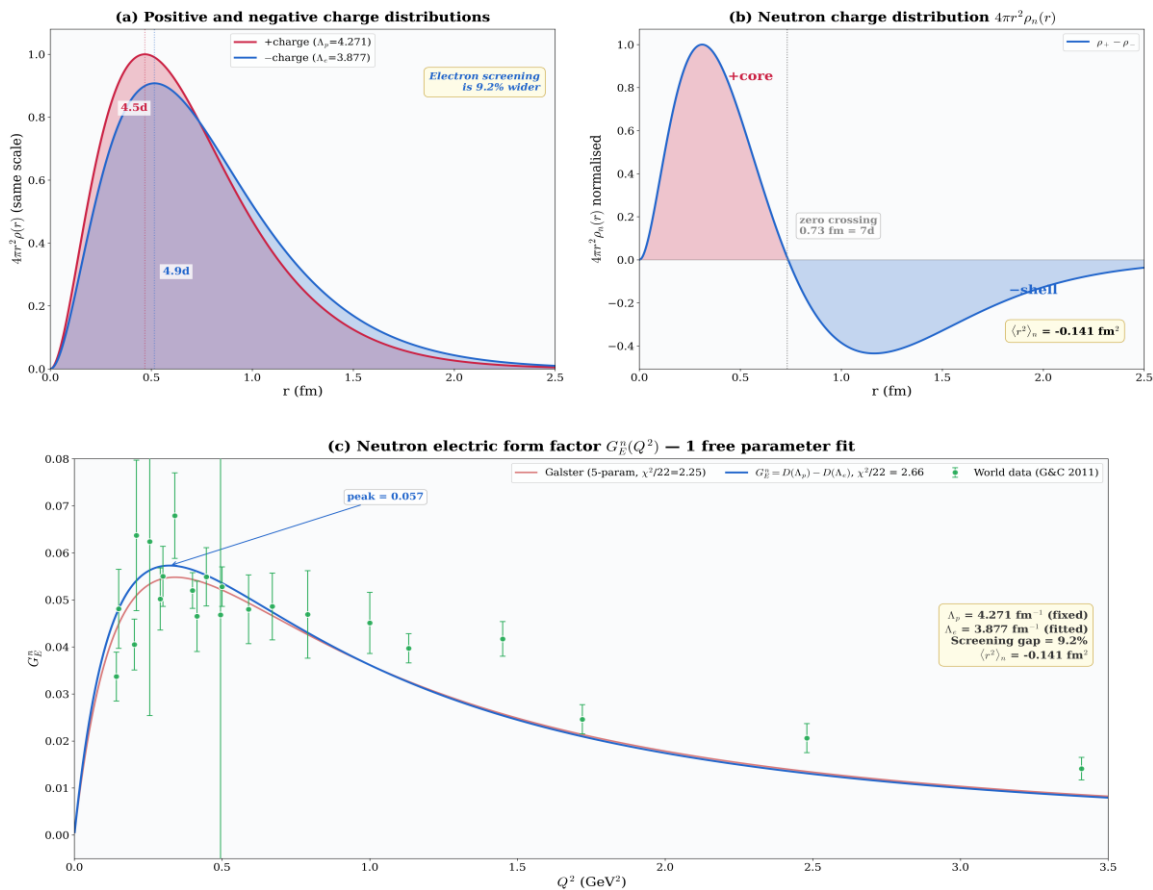 (a) Positive and negative charge distributions
+charge (Λₚ=4.271)
−charge (Λₑ=3.877)
Electron screening
is 9.2% wider
4.5d
4.9d
4πr²ρ(r) (same scale)
1.0
0.8
0.6
0.4
0.2
0.0
0.0 0.5 1.0 1.5 2.0 2.5
r (fm)
(b) Neutron charge distribution 4πr²ρₙ(r)
ρ₊ − ρ₋
+core
zero crossing
0.73 fm = 7d
−shell
⟨r²⟩ₙ = -0.141 fm²
4πr²ρₙ(r) normalised
1.0
0.8
0.6
0.4
0.2
0.0
−0.2
−0.4
0.0 0.5 1.0 1.5 2.0 2.5
r (fm)
(c) Neutron electric form factor Gᴱⁿ(Q²) — 1 free parameter fit
Galster (5-param, χ²/22=2.25)
Gᴱⁿ = D(Λₚ) − D(Λₑ), χ²/22 = 2.66
World data (G&C 2011)
peak = 0.057
Λₚ = 4.271 fm⁻¹ (fixed)
Λₑ = 3.877 fm⁻¹ (fitted)
Screening gap = 9.2%
⟨r²⟩ₙ = -0.141 fm²
Gᴱⁿ
0.08
0.07
0.06
0.05
0.04
0.03
0.02
0.01
0.00
0.0 0.5 1.0 1.5 2.0 2.5 3.0 3.5
Q² (GeV²)